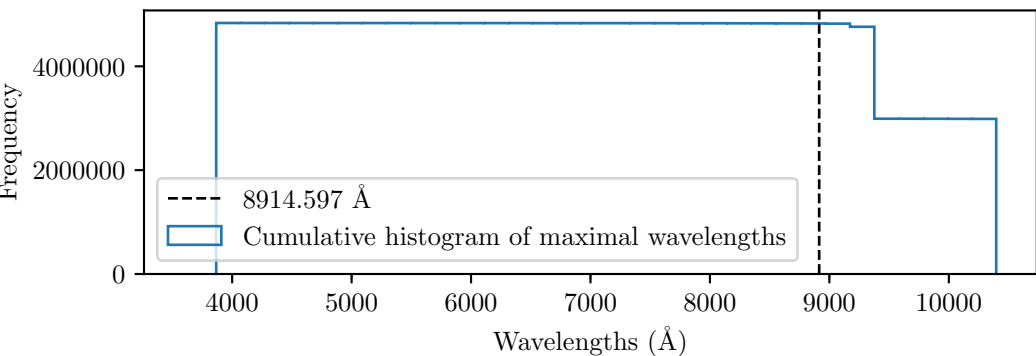 Frequency
4000000
2000000
0
8914.597 Å
Cumulative histogram of maximal wavelengths
4000 5000 6000 7000 8000 9000 10000
Wavelengths (Å)